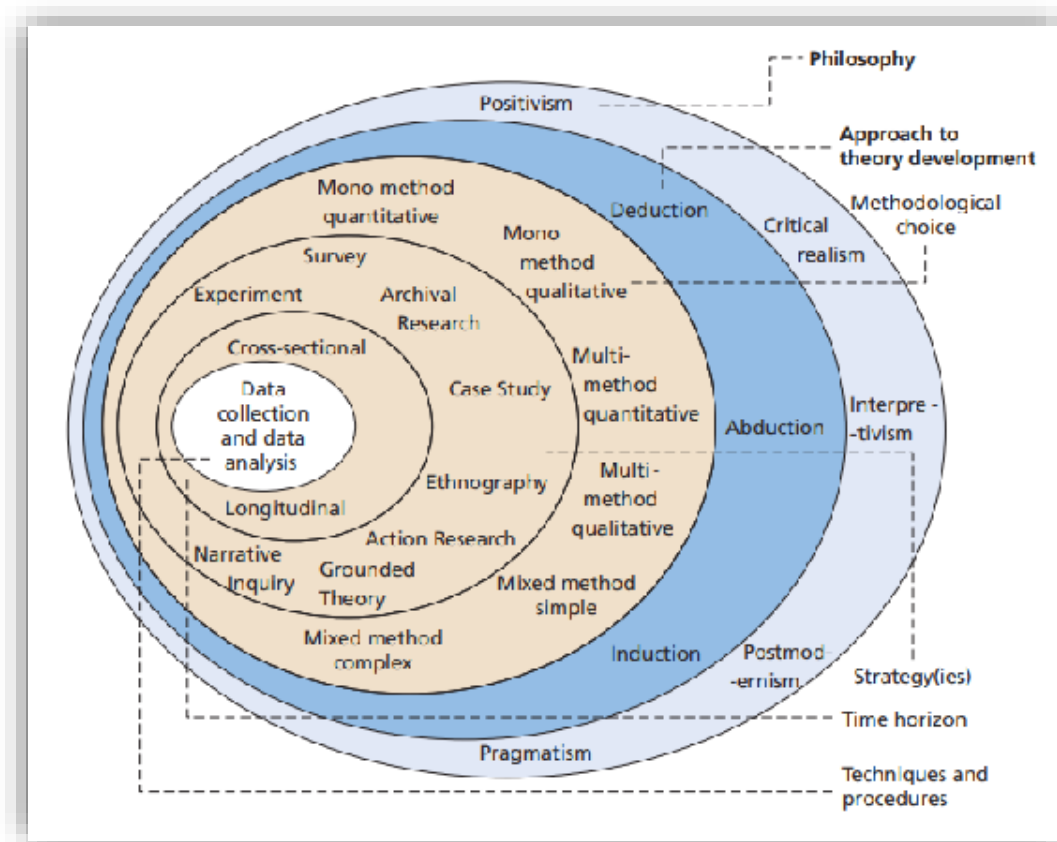 Philosophy
Positivism
Approach to
theory development
Mono method
quantitative
Deduction
Methodological
choice
Critical
realism
Mono
method
qualitative
Survey
Experiment
Archival
Research
Cross-sectional
Multi-
method
quantitative
Data
collection
and data
analysis
Case Study
Interpre -
-tivism
Abduction
Multi -
method
qualitative
Ethnography
Longitudinal
Action Research
Narrative
Inquiry
Grounded
Theory
Mixed method
simple
Mixed method
complex
Induction
Postmod-
-ernism
Strategy(ies)
Time horizon
Pragmatism
Techniques and
procedures